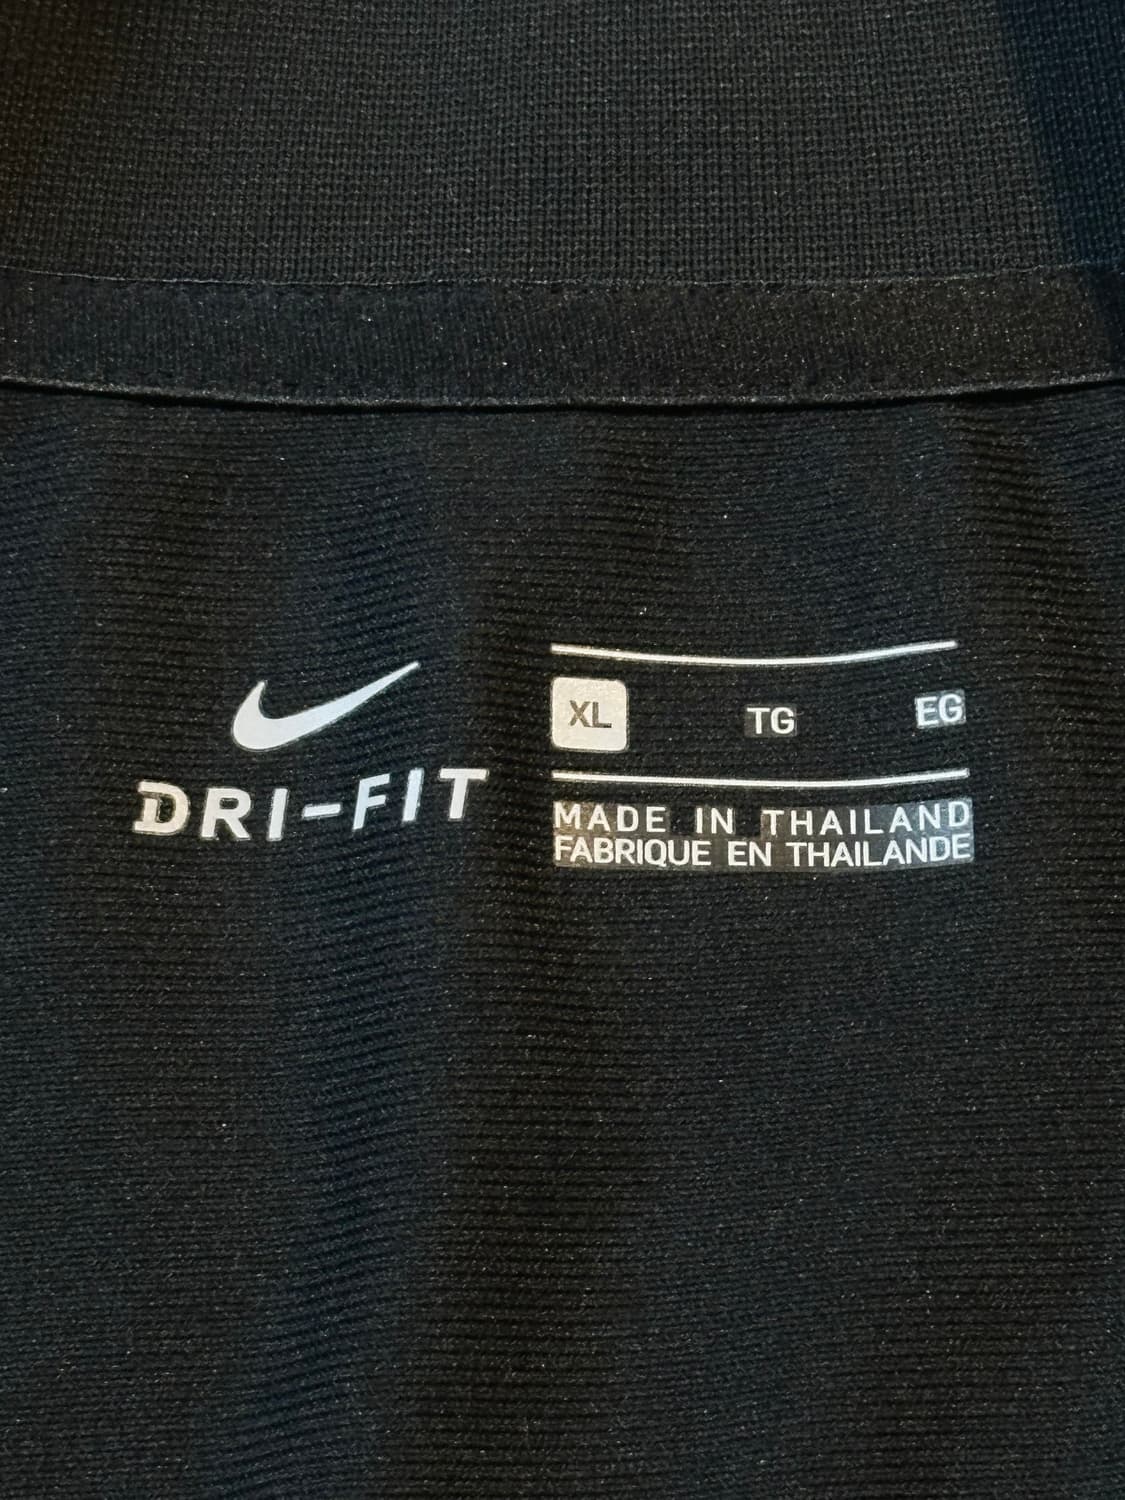 DRI-FIT
XL TG EG
MADE IN THAILAND
FABRIQUE EN THAILANDE